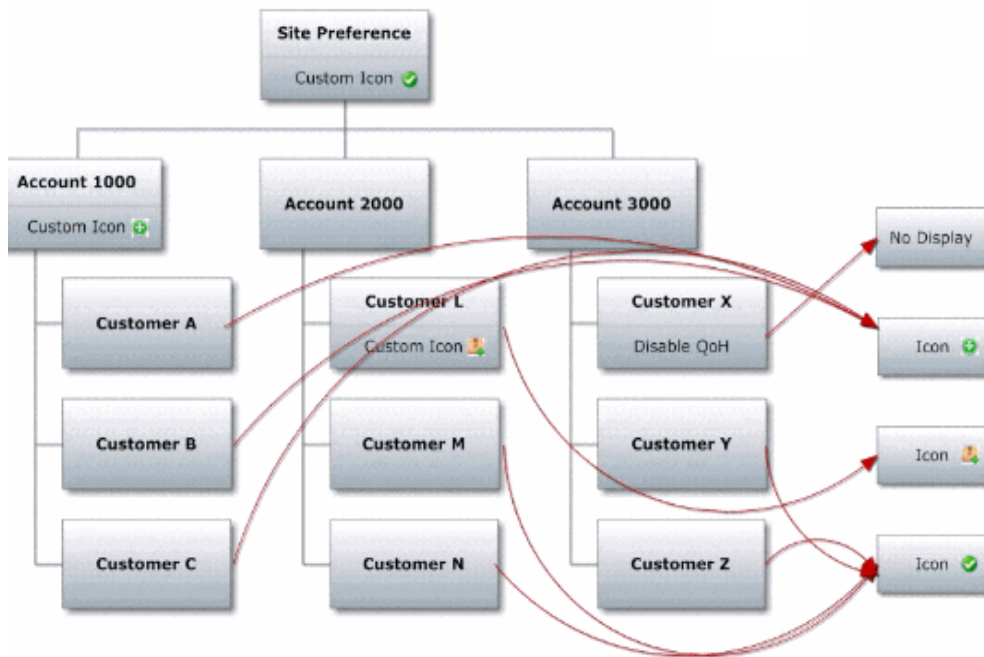 Site Preference
Custom Icon
Account 1000
Custom Icon
Account 2000
Account 3000
No Display
Customer A
Customer L
Custom Icon
Customer X
Disable QoH
Icon
Customer B
Customer M
Customer Y
Icon
Customer C
Customer N
Customer Z
Icon